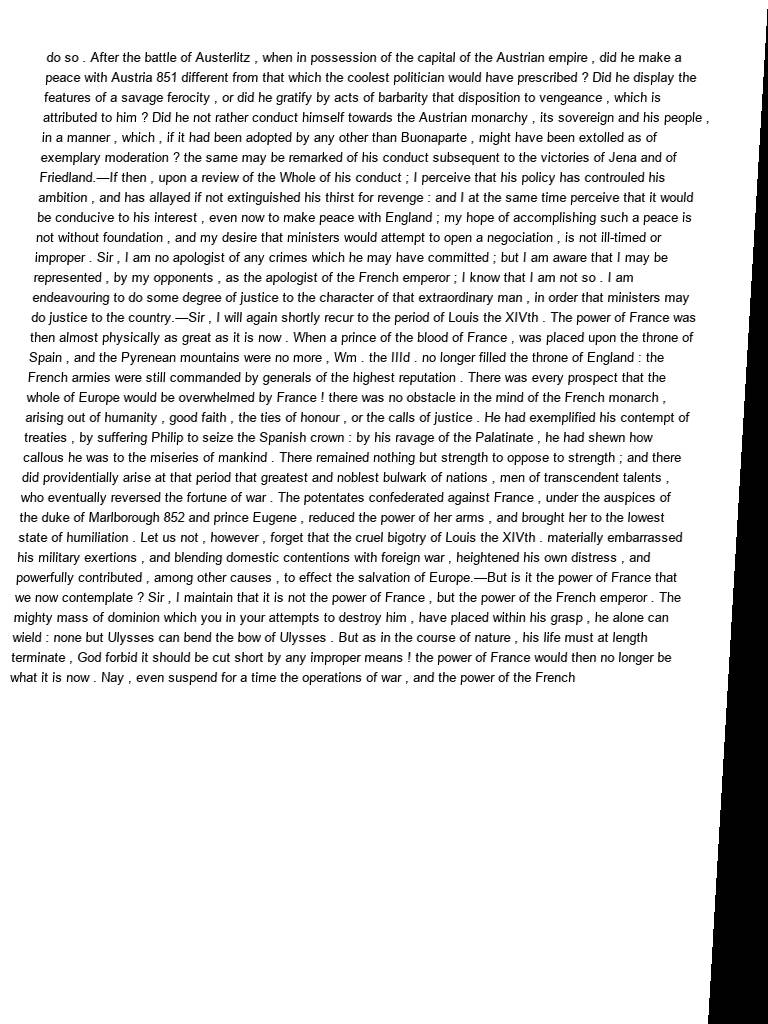 do so . After the battle of Austerlitz , when in possession of the capital of the Austrian empire , did he make a
peace with Austria 851 different from that which the coolest politician would have prescribed ? Did he display the
features of a savage ferocity , or did he gratify by acts of barbarity that disposition to vengeance , which is
attributed to him ? Did he not rather conduct himself towards the Austrian monarchy , its sovereign and his people ,
in a manner , which , if it had been adopted by any other than Buonaparte , might have been extolled as of
exemplary moderation ? the same may be remarked of his conduct subsequent to the victories of Jena and of
Friedland.—If then , upon a review of the Whole of his conduct ; I perceive that his policy has controuled his
ambition , and has allayed if not extinguished his thirst for revenge : and I at the same time perceive that it would
be conducive to his interest , even now to make peace with England ; my hope of accomplishing such a peace is
not without foundation , and my desire that ministers would attempt to open a negociation , is not ill-timed or
improper . Sir , I am no apologist of any crimes which he may have committed ; but I am aware that I may be
represented , by my opponents , as the apologist of the French emperor ; I know that I am not so . I am
endeavouring to do some degree of justice to the character of that extraordinary man , in order that ministers may
do justice to the country.—Sir , I will again shortly recur to the period of Louis the XIVth . The power of France was
then almost physically as great as it is now . When a prince of the blood of France , was placed upon the throne of
Spain , and the Pyrenean mountains were no more , Wm . the IIId . no longer filled the throne of England : the
French armies were still commanded by generals of the highest reputation . There was every prospect that the
whole of Europe would be overwhelmed by France ! there was no obstacle in the mind of the French monarch ,
arising out of humanity , good faith , the ties of honour , or the calls of justice . He had exemplified his contempt of
treaties , by suffering Philip to seize the Spanish crown : by his ravage of the Palatinate , he had shewn how
callous he was to the miseries of mankind . There remained nothing but strength to oppose to strength ; and there
did providentially arise at that period that greatest and noblest bulwark of nations , men of transcendent talents ,
who eventually reversed the fortune of war . The potentates confederated against France , under the auspices of
the duke of Marlborough 852 and prince Eugene , reduced the power of her arms , and brought her to the lowest
state of humiliation . Let us not , however , forget that the cruel bigotry of Louis the XIVth . materially embarrassed
his military exertions , and blending domestic contentions with foreign war , heightened his own distress , and
powerfully contributed , among other causes , to effect the salvation of Europe.—But is it the power of France that
we now contemplate ? Sir , I maintain that it is not the power of France , but the power of the French emperor . The
mighty mass of dominion which you in your attempts to destroy him , have placed within his grasp , he alone can
wield : none but Ulysses can bend the bow of Ulysses . But as in the course of nature , his life must at length
terminate , God forbid it should be cut short by any improper means ! the power of France would then no longer be
what it is now . Nay , even suspend for a time the operations of war , and the power of the French